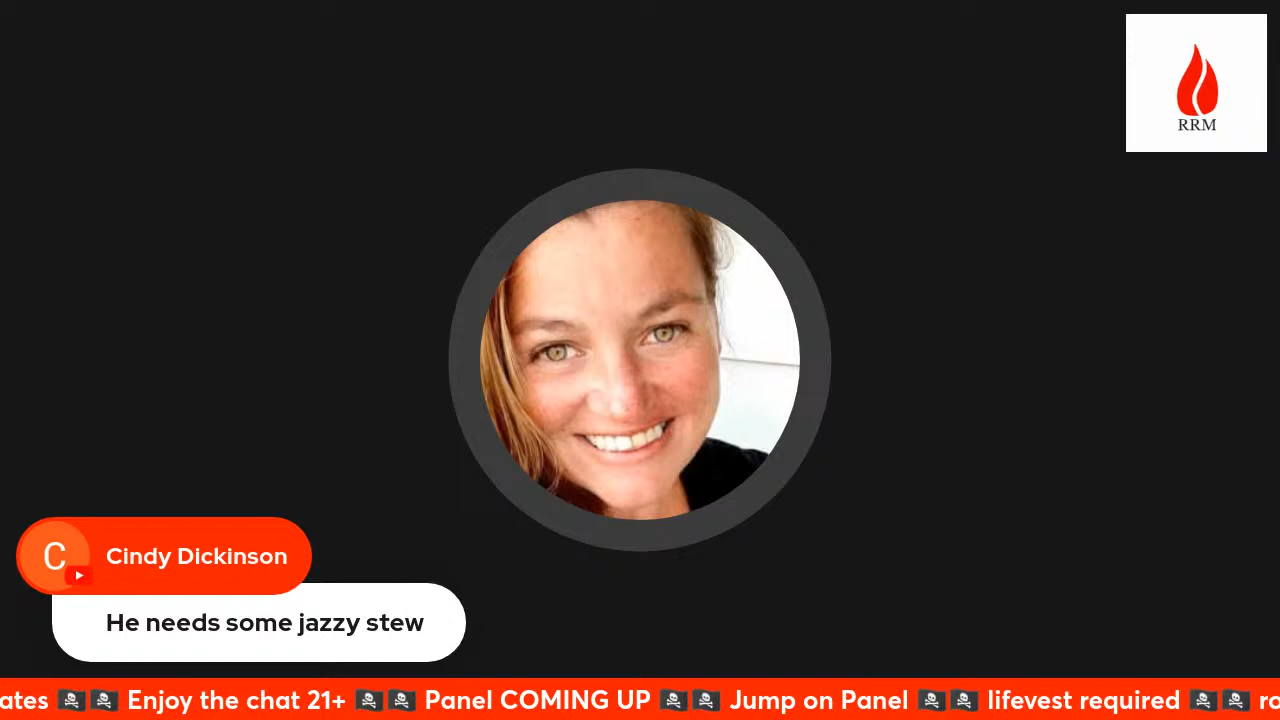 RRM
C
Cindy Dickinson
He needs some jazzy stew
ates 🏴‍☠️🏴‍☠️ Enjoy the chat 21+ 🏴‍☠️🏴‍☠️ Panel COMING UP 🏴‍☠️🏴‍☠️ Jump on Panel 🏴‍☠️🏴‍☠️ lifevest required 🏴‍☠️🏴‍☠️